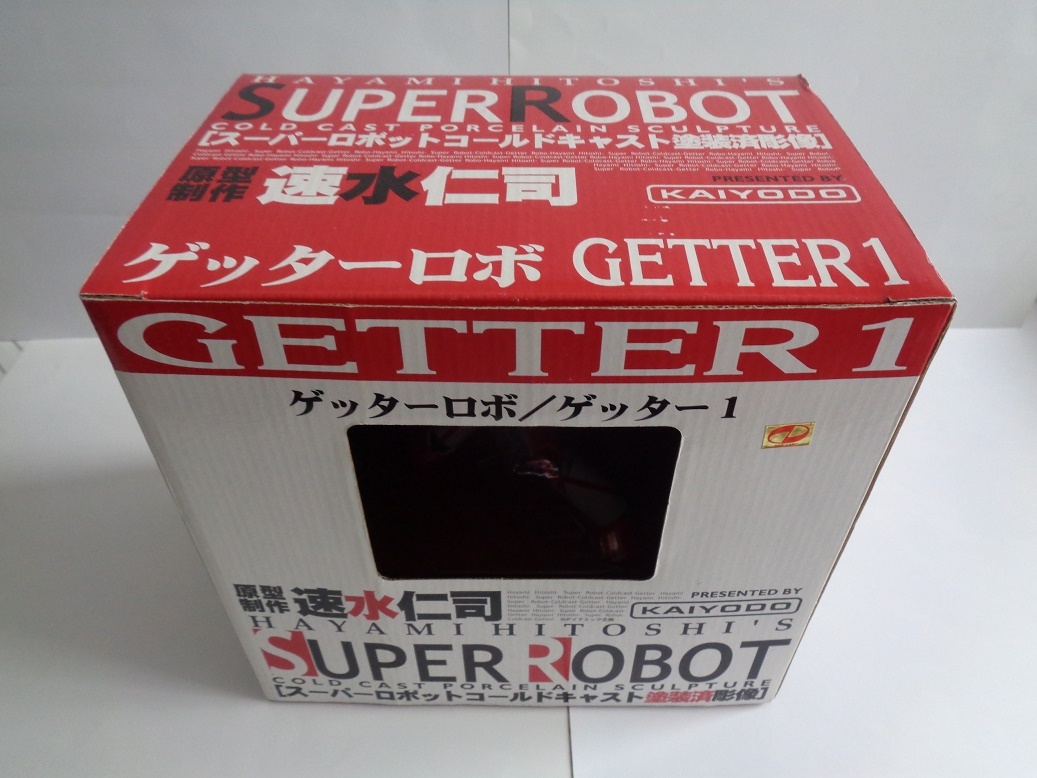 HAYAMI HITOSHI'S
SUPER ROBOT
COLD CAST PORCELAIN SCULPTURE
[スーパーロボットコールドキャスト塗装済彫像]
原型
制作
速水仁司
PRESENTED BY
KAIYODO
ゲッターロボ GETTER 1
GETTER 1
ゲッターロボ/ゲッター1
原型
制作
速水仁司
PRESENTED BY
KAIYODO
HAYAMI HITOSHI'S
SUPER ROBOT
COLD CAST PORCELAIN SCULPTURE
[スーパーロボットコールドキャスト塗装済彫像]